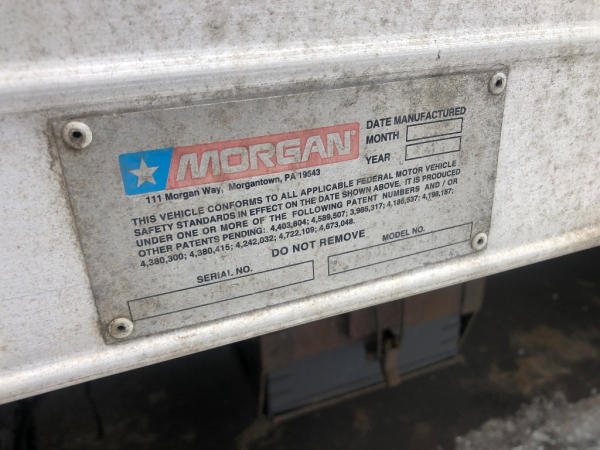 MORGAN®
111 Morgan Way, Morgantown, PA 19543
DATE MANUFACTURED
MONTH
YEAR
THIS VEHICLE CONFORMS TO ALL APPLICABLE FEDERAL MOTOR VEHICLE
SAFETY STANDARDS IN EFFECT ON THE DATE SHOWN ABOVE. IT IS PRODUCED
UNDER ONE OR MORE OF THE FOLLOWING PATENT NUMBERS AND / OR
OTHER PATENTS PENDING: 4,403,804; 4,589,507; 3,985,317; 4,186,537; 4,198,187;
4,380,300; 4,380,415; 4,242,032; 4,722,109; 4,673,048.
DO NOT REMOVE
SERIAL NO.
MODEL NO.